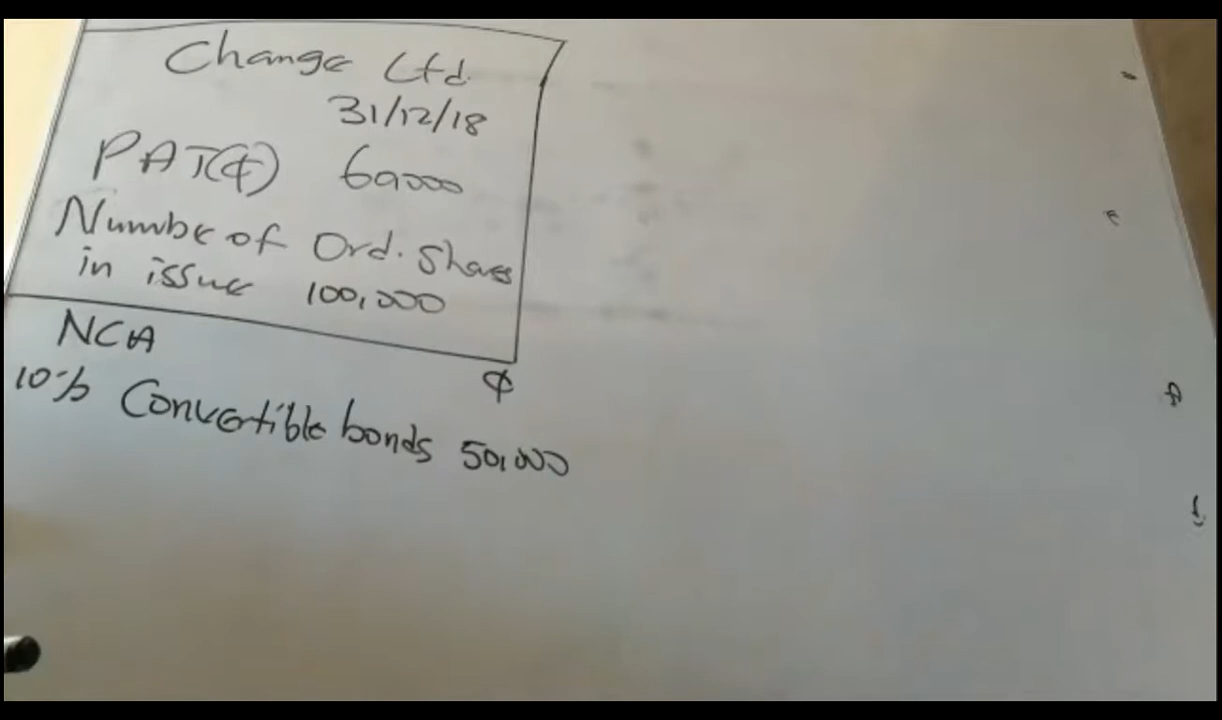 Change Ltd.
31/12/18
PAT(₵) 60000
Number of Ord. Shares
in issue 100,000
NCA
₵
10% Convertible bonds 50,000